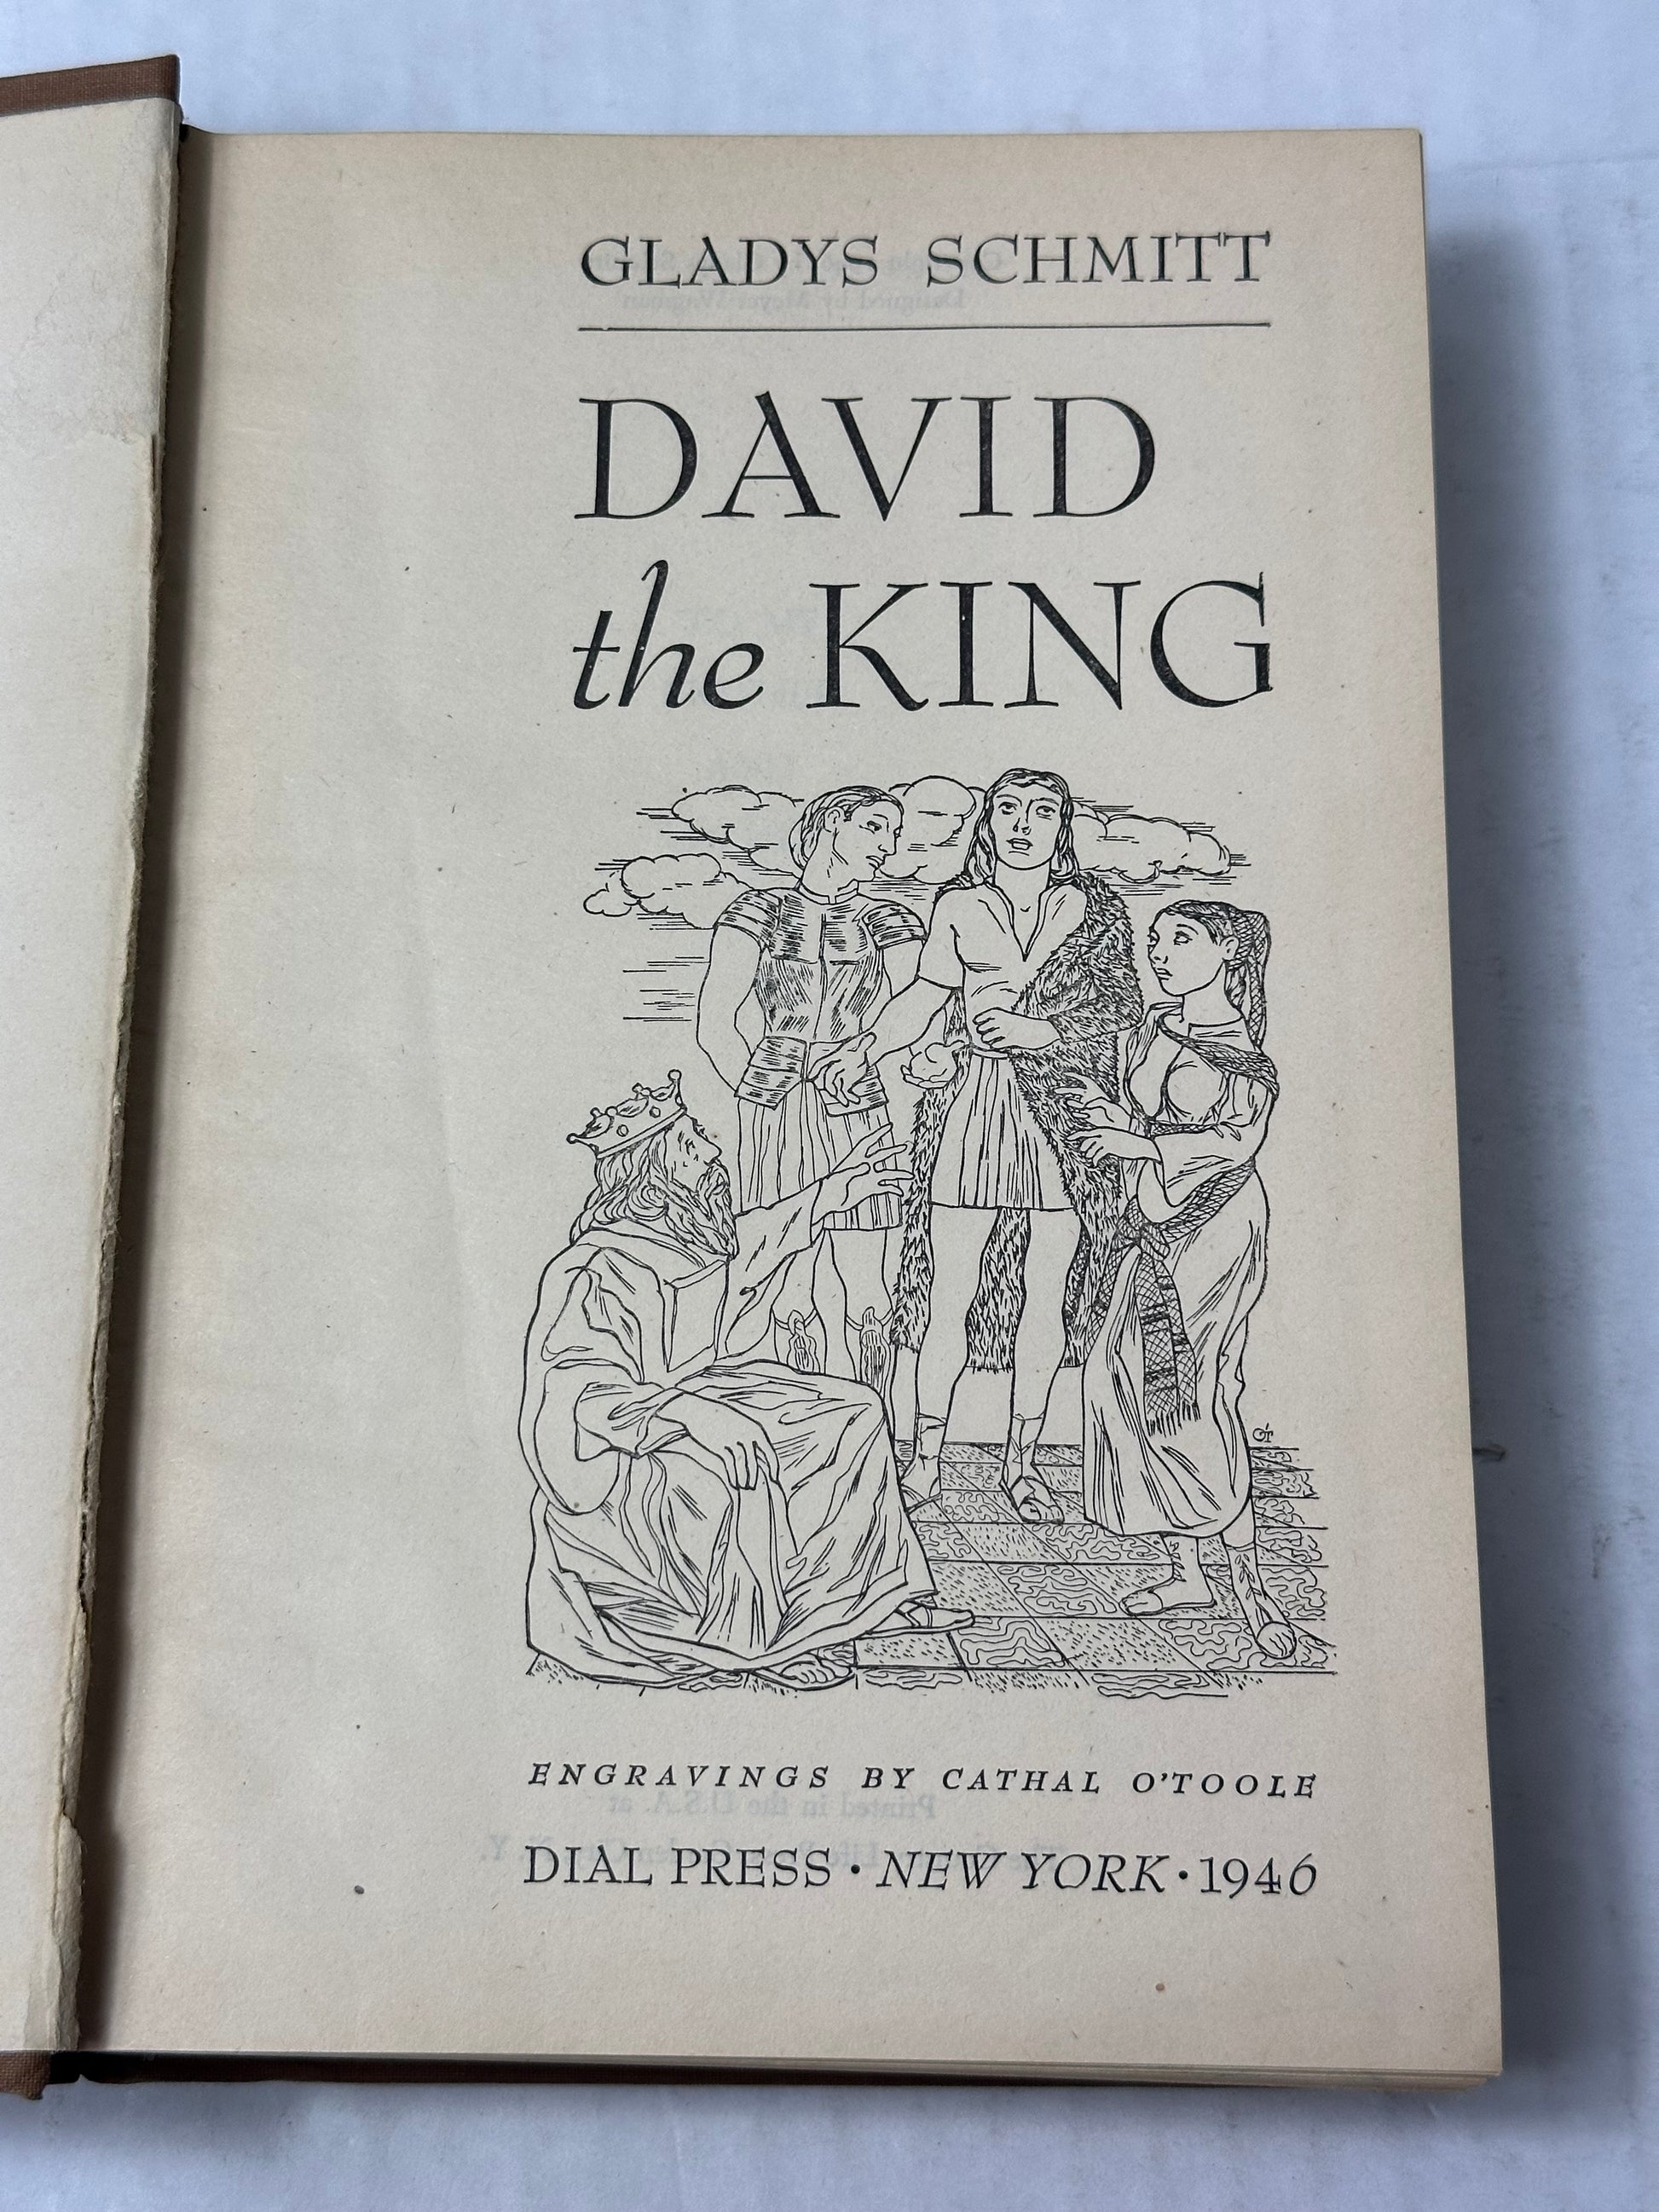 GLADYS SCHMITT
DAVID
the KING
ENGRAVINGS BY CATHAL O'TOOLE
DIAL PRESS · NEW YORK · 1946